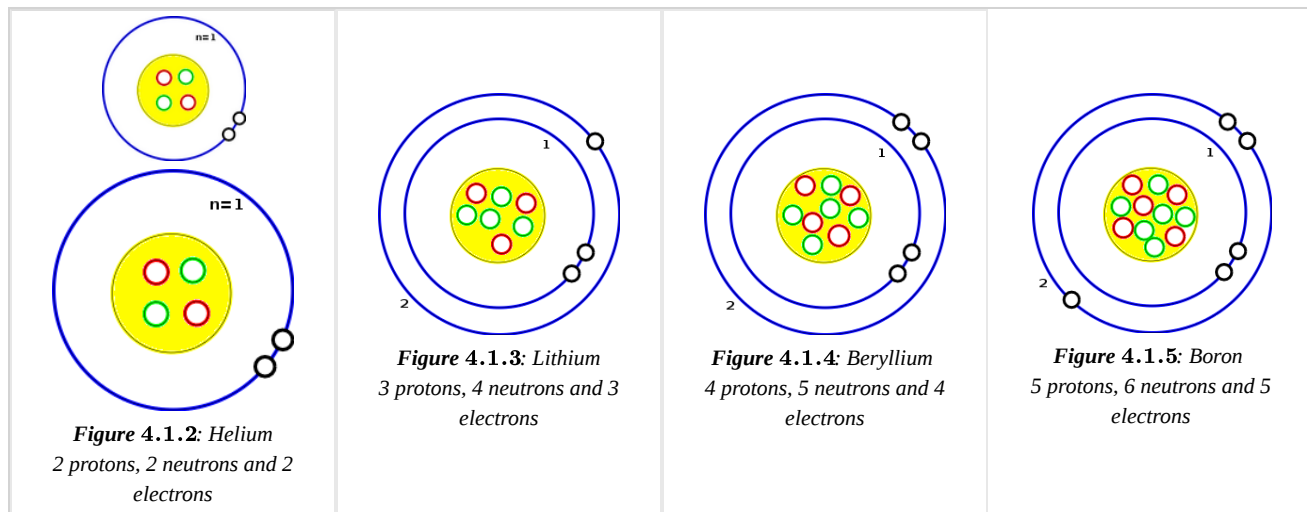 n=1
n=1
Figure 4.1.2: Helium
2 protons, 2 neutrons and 2
electrons
1
2
Figure 4.1.3: Lithium
3 protons, 4 neutrons and 3
electrons
1
2
Figure 4.1.4: Beryllium
4 protons, 5 neutrons and 4
electrons
1
2
Figure 4.1.5: Boron
5 protons, 6 neutrons and 5
electrons